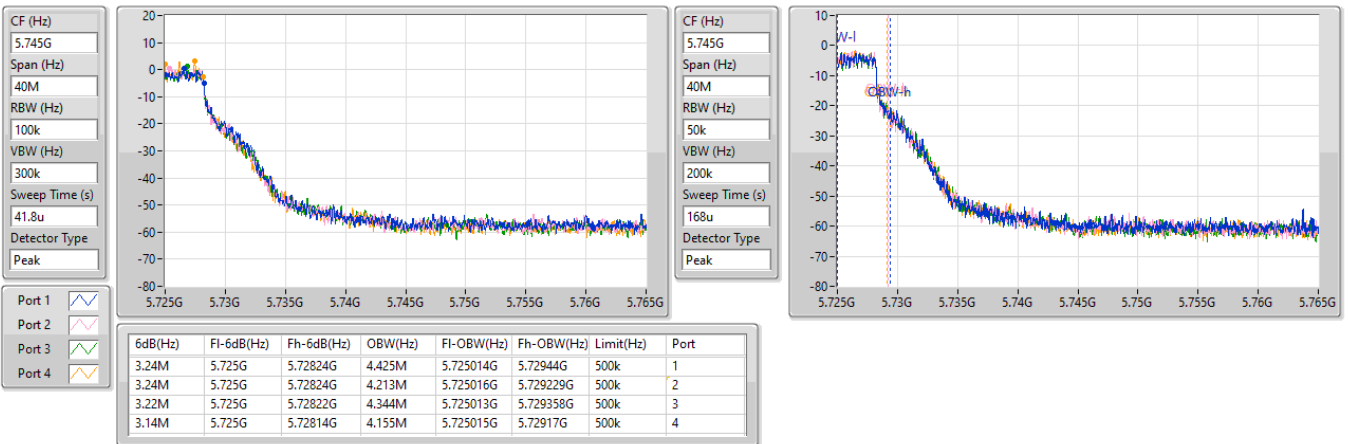 CF (Hz)
5.745G
Span (Hz)
40M
RBW (Hz)
100k
VBW (Hz)
300k
Sweep Time (s)
41.8u
Detector Type
Peak
20
10
0
-10
-20
-30
-40
-50
-60
-70
-80
5.725G 5.73G 5.735G 5.74G 5.745G 5.75G 5.755G 5.76G 5.765G
CF (Hz)
5.745G
Span (Hz)
40M
RBW (Hz)
50k
VBW (Hz)
200k
Sweep Time (s)
168u
Detector Type
Peak
10
0
-10
-20
-30
-40
-50
-60
-70
-80
W-l
OBW-h
5.725G 5.73G 5.735G 5.74G 5.745G 5.75G 5.755G 5.76G 5.765G
Port 1
Port 2
Port 3
Port 4
6dB(Hz) Fl-6dB(Hz) Fh-6dB(Hz) OBW(Hz) Fl-OBW(Hz) Fh-OBW(Hz) Limit(Hz) Port
3.24M 5.725G 5.72824G 4.425M 5.725014G 5.72944G 500k 1
3.24M 5.725G 5.72824G 4.213M 5.725016G 5.729229G 500k 2
3.22M 5.725G 5.72822G 4.344M 5.725013G 5.729358G 500k 3
3.14M 5.725G 5.72814G 4.155M 5.725015G 5.72917G 500k 4